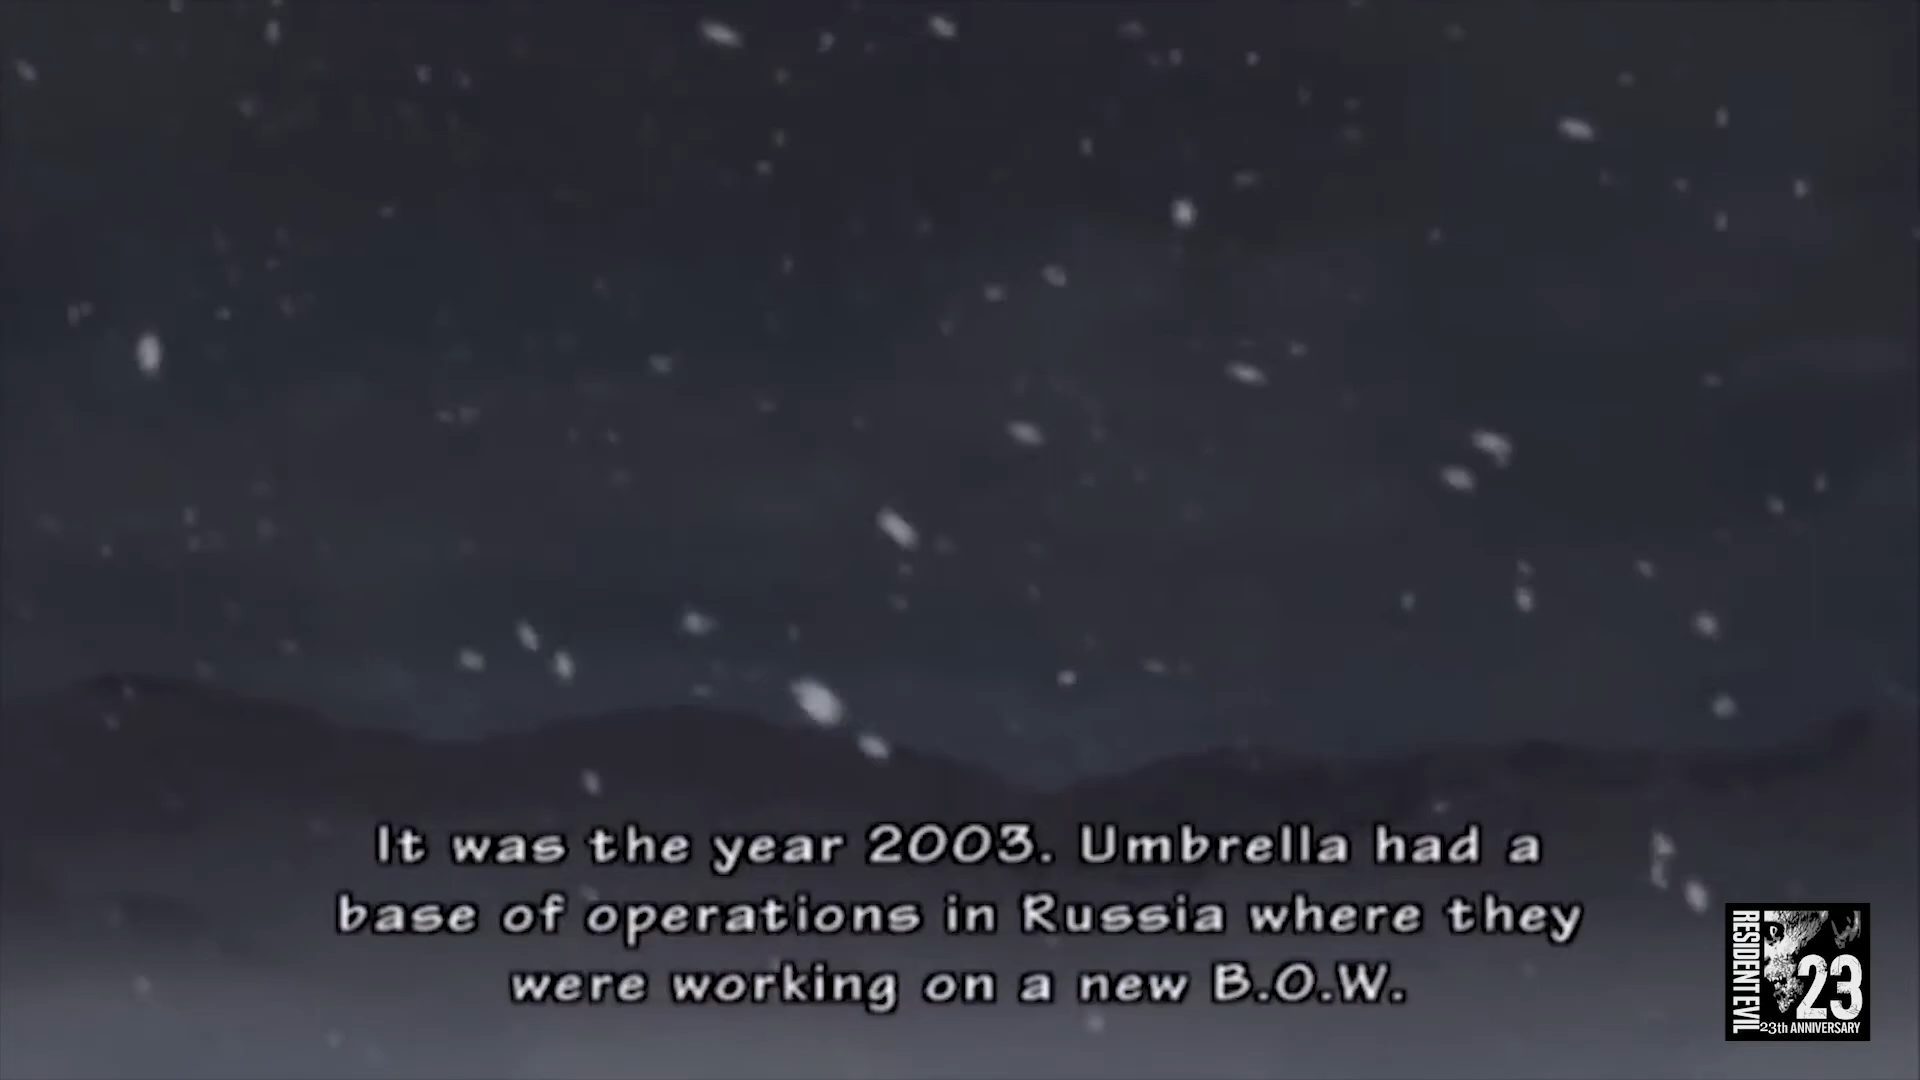 It was the year 2003. Umbrella had a
base of operations in Russia where they
were working on a new B.O.W.
RESIDENT EVIL
23
23th ANNIVERSARY